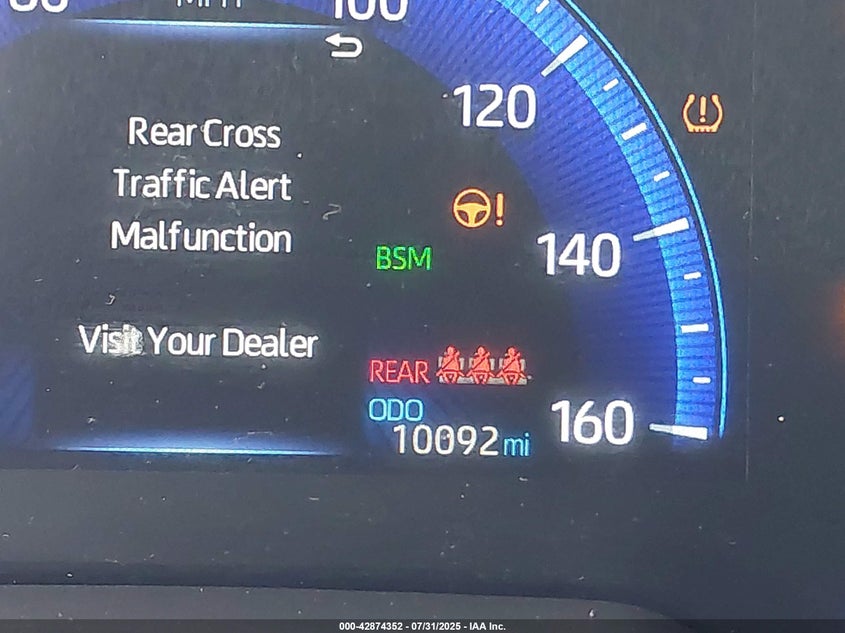 100
120
Rear Cross
Traffic Alert
Malfunction
BSM
140
Visit Your Dealer
REAR
ODO
160
10092 mi
000-42874352 - 07/31/2025 - IAA Inc.